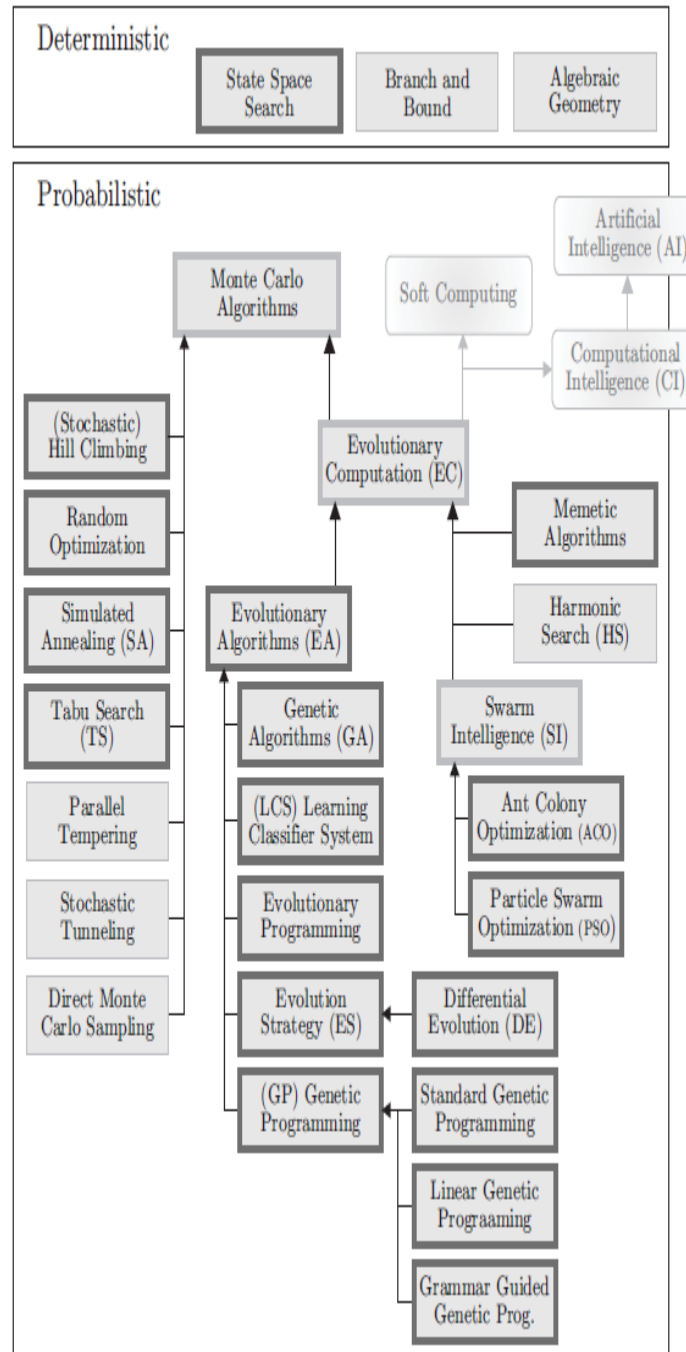 Deterministic
State Space
Search
Branch and
Bound
Algebraic
Geometry
Probabilistic
Artificial
Intelligence (AI)
Monte Carlo
Algorithms
Soft Computing
Computational
Intelligence (CI)
(Stochastic)
Hill Climbing
Evolutionary
Computation (EC)
Random
Optimization
Memetic
Algorithms
Simulated
Annealing (SA)
Evolutionary
Algorithms (EA)
Harmonic
Search (HS)
Tabu Search
(TS)
Genetic
Algorithms (GA)
Swarm
Intelligence (SI)
Parallel
Tempering
(LCS) Learning
Classifier System
Ant Colony
Optimization (ACO)
Stochastic
Tunneling
Evolutionary
Programming
Particle Swarm
Optimization (PSO)
Direct Monte
Carlo Sampling
Evolution
Strategy (ES)
Differential
Evolution (DE)
(GP) Genetic
Programming
Standard Genetic
Programming
Linear Genetic
Prograaming
Grammar Guided
Genetic Prog.